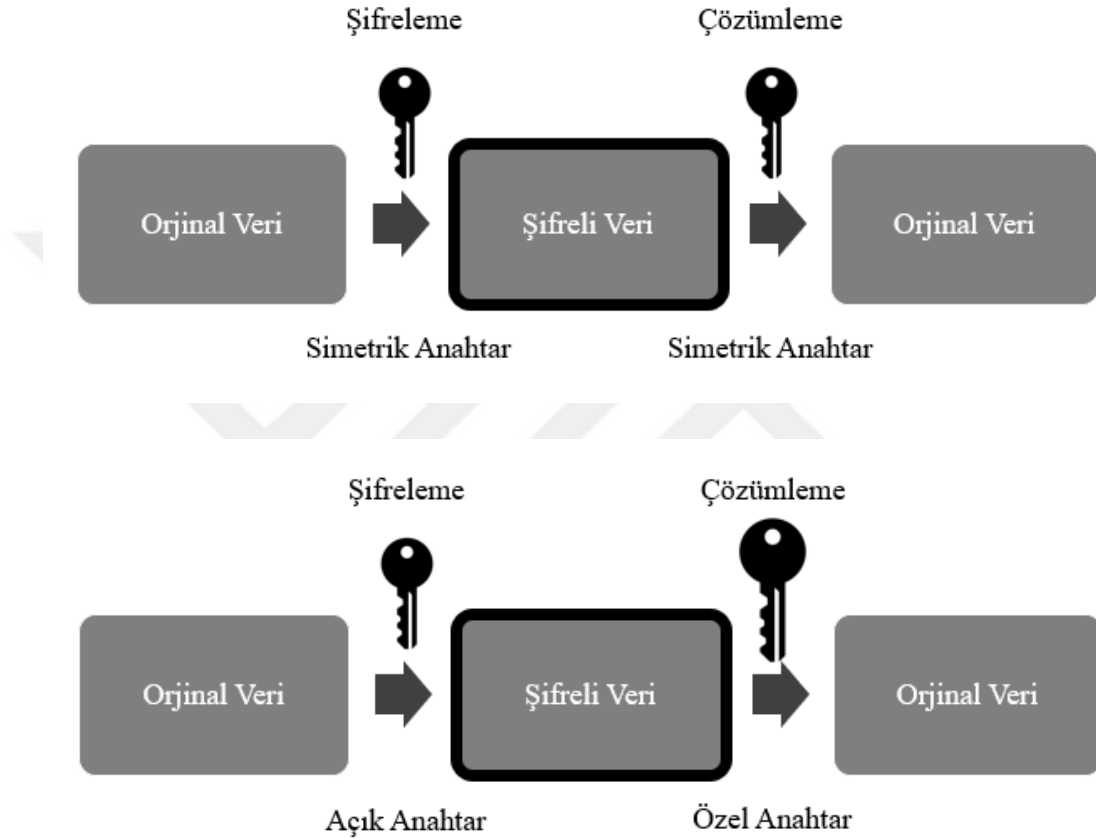 Şifreleme
Çözümleme
Orjinal Veri
Şifreli Veri
Orjinal Veri
Simetrik Anahtar
Simetrik Anahtar
Şifreleme
Çözümleme
Orjinal Veri
Şifreli Veri
Orjinal Veri
Açık Anahtar
Özel Anahtar